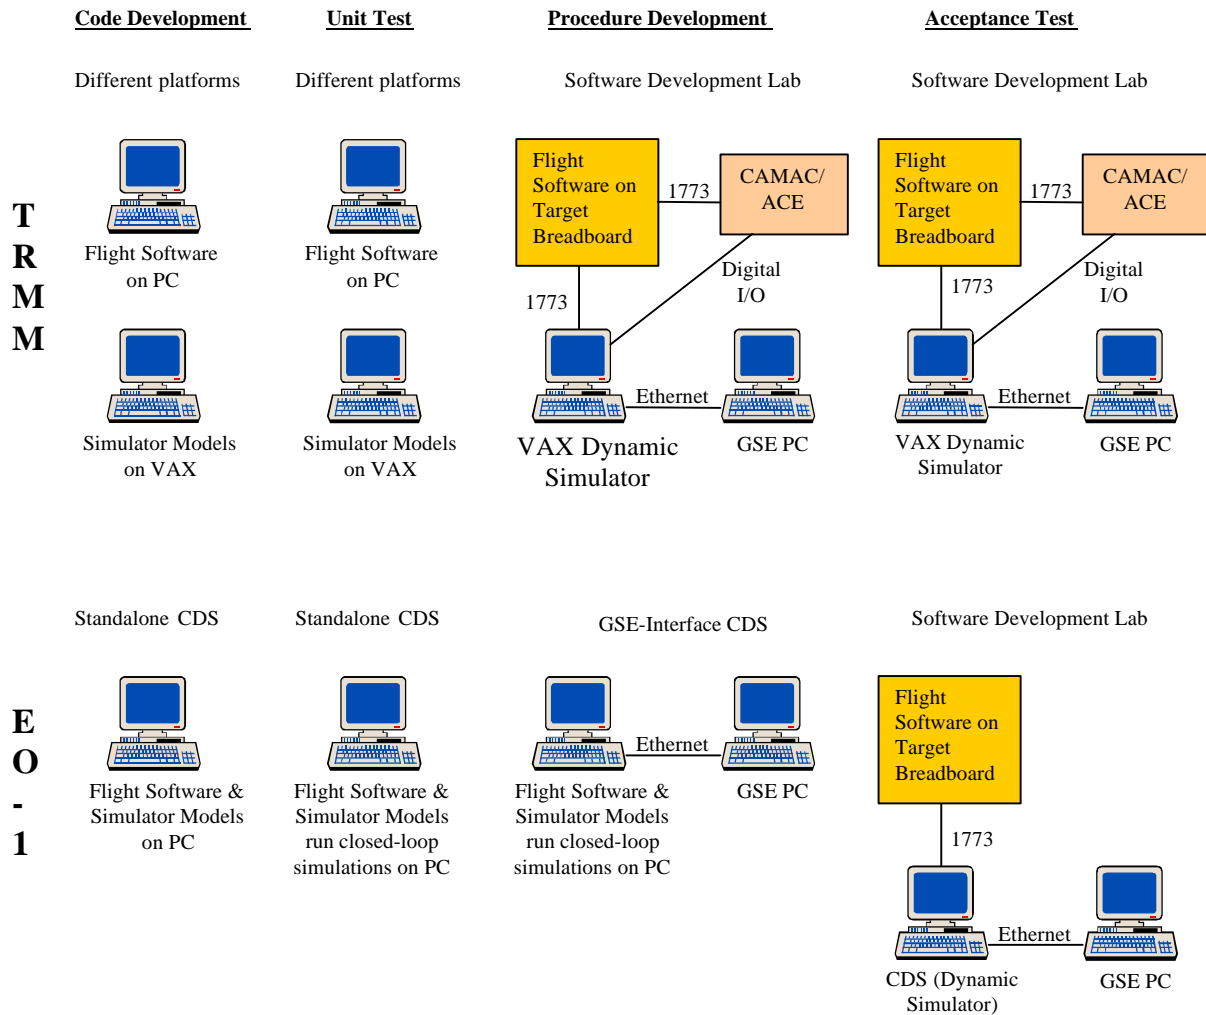 Code Development
Unit Test
Procedure Development
Acceptance Test
Different platforms
Different platforms
Software Development Lab
Software Development Lab
T
R
M
M
Flight Software
on PC
Flight Software
on PC
Flight
Software on
Target
Breadboard
1773
CAMAC/
ACE
1773
Digital
I/O
Flight
Software on
Target
Breadboard
1773
CAMAC/
ACE
1773
Digital
I/O
Simulator Models
on VAX
Simulator Models
on VAX
Ethernet
VAX Dynamic
Simulator
GSE PC
Ethernet
VAX Dynamic
Simulator
GSE PC
Standalone CDS
Standalone CDS
GSE-Interface CDS
Software Development Lab
E
O
-
1
Flight Software &
Simulator Models
on PC
Flight Software &
Simulator Models
run closed-loop
simulations on PC
Ethernet
Flight Software &
Simulator Models
run closed-loop
simulations on PC
GSE PC
Flight
Software on
Target
Breadboard
1773
Ethernet
CDS (Dynamic
Simulator)
GSE PC